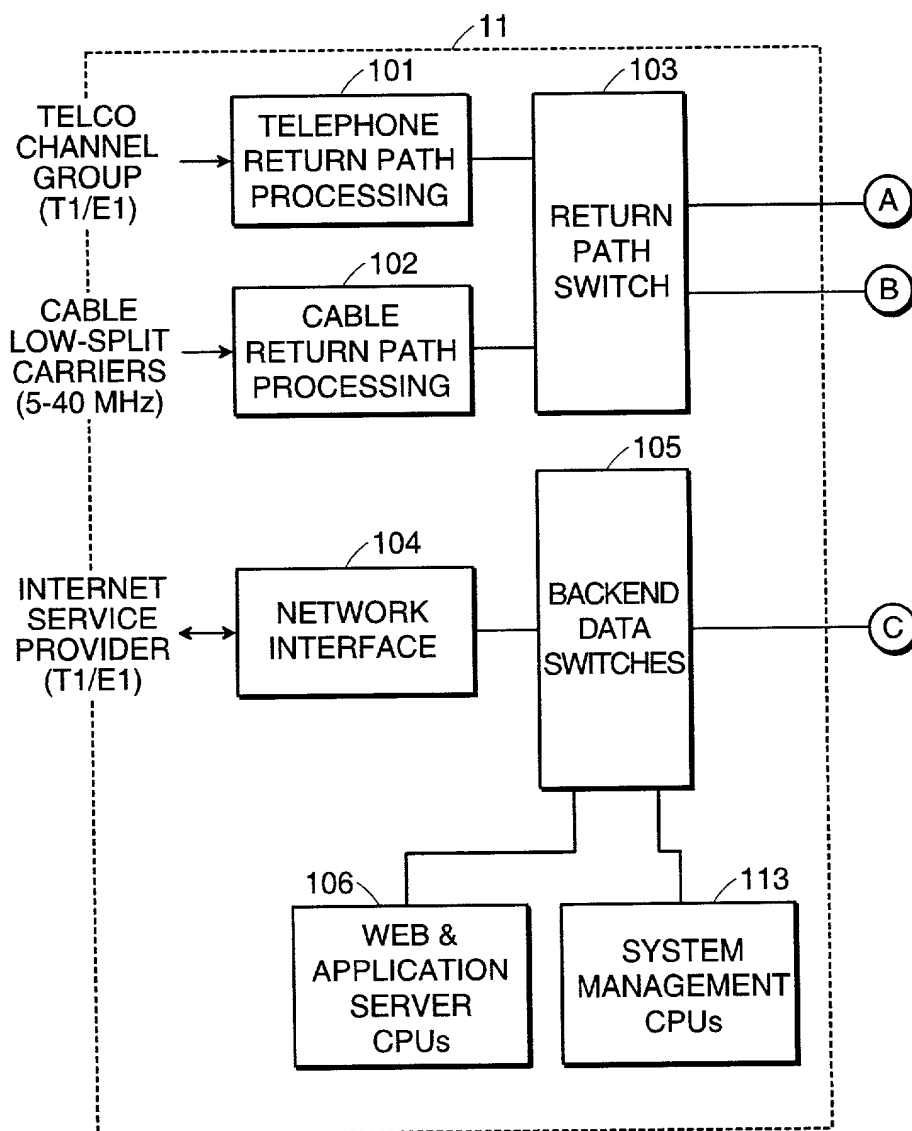 11
101
103
TELCO
CHANNEL
GROUP
(T1/E1)
TELEPHONE
RETURN PATH
PROCESSING
RETURN
PATH
SWITCH
A
B
102
CABLE
LOW-SPLIT
CARRIERS
(5-40 MHz)
CABLE
RETURN PATH
PROCESSING
105
104
INTERNET
SERVICE
PROVIDER
(T1/E1)
NETWORK
INTERFACE
BACKEND
DATA
SWITCHES
C
106
WEB &
APPLICATION
SERVER
CPUs
113
SYSTEM
MANAGEMENT
CPUs